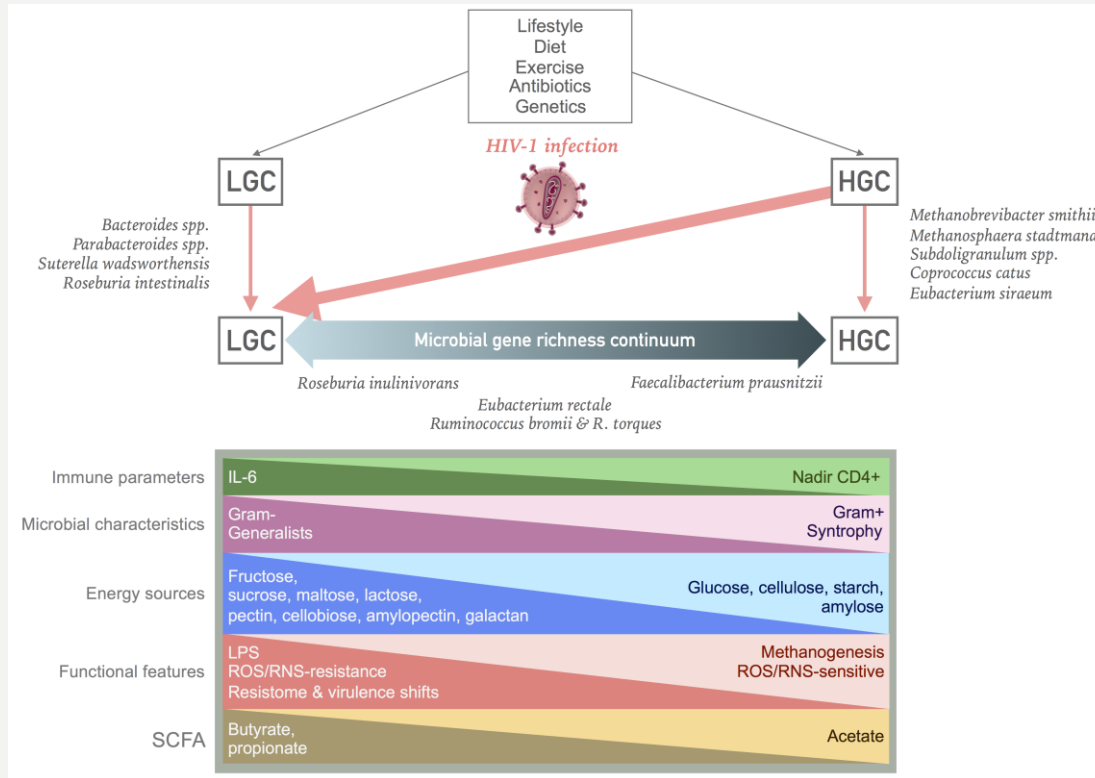 Lifestyle
Diet
Exercise
Antibiotics
Genetics
HIV-1 infection
LGC
HGC
Bacteroides spp.
Parabacteroides spp.
Suterella wadsworthensis
Roseburia intestinalis
Methanobrevibacter smithii
Methanosphaera stadtmana
Subdoligranulum spp.
Coprococcus catus
Eubacterium siraeum
LGC
Microbial gene richness continuum
HGC
Roseburia inulinivorans
Faecalibacterium prausnitzii
Eubacterium rectale
Ruminococcus bromii & R. torques
Immune parameters
IL-6
Nadir CD4+
Microbial characteristics
Gram-
Generalists
Gram+
Syntrophy
Energy sources
Fructose,
sucrose, maltose, lactose,
pectin, cellobiose, amylopectin, galactan
Glucose, cellulose, starch,
amylose
Functional features
LPS
ROS/RNS-resistance
Resistome & virulence shifts
Methanogenesis
ROS/RNS-sensitive
SCFA
Butyrate,
propionate
Acetate